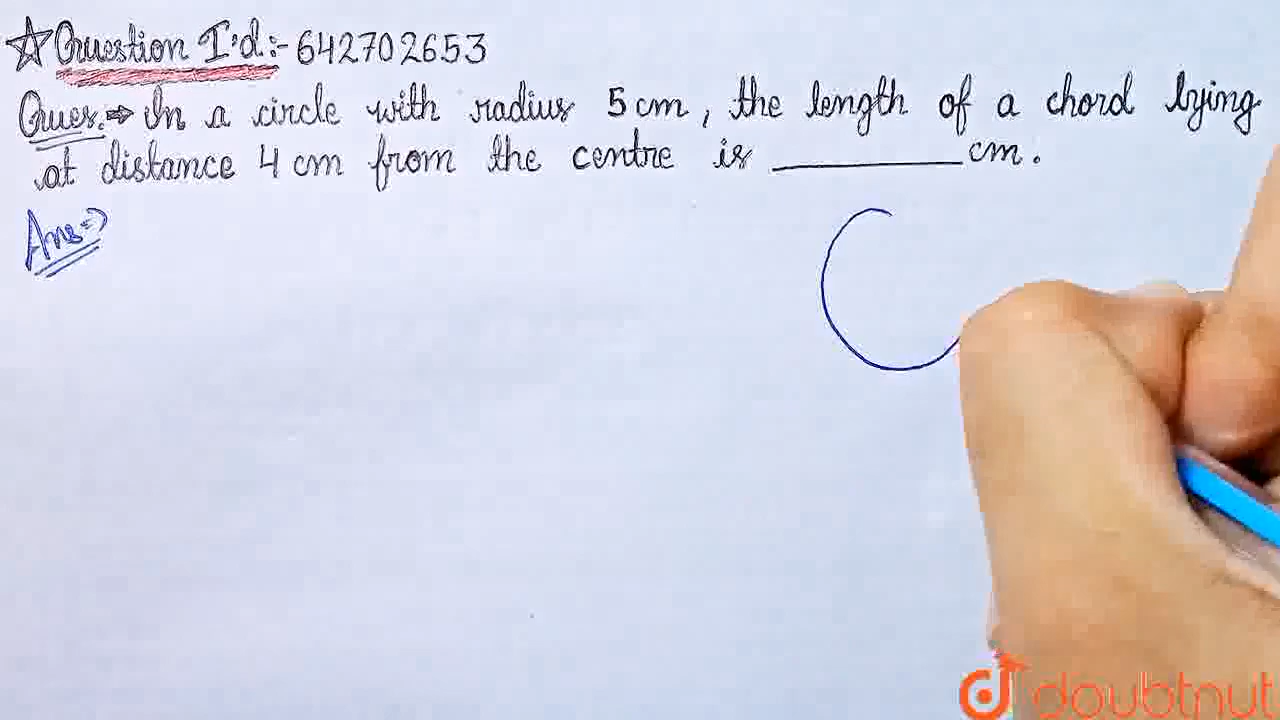 ☆ Question I'd:- 642702653
Ques. ⇒ In a circle with radius 5 cm, the length of a chord lying
at distance 4 cm from the centre is ________ cm.
Ans ⇒
doubtnut